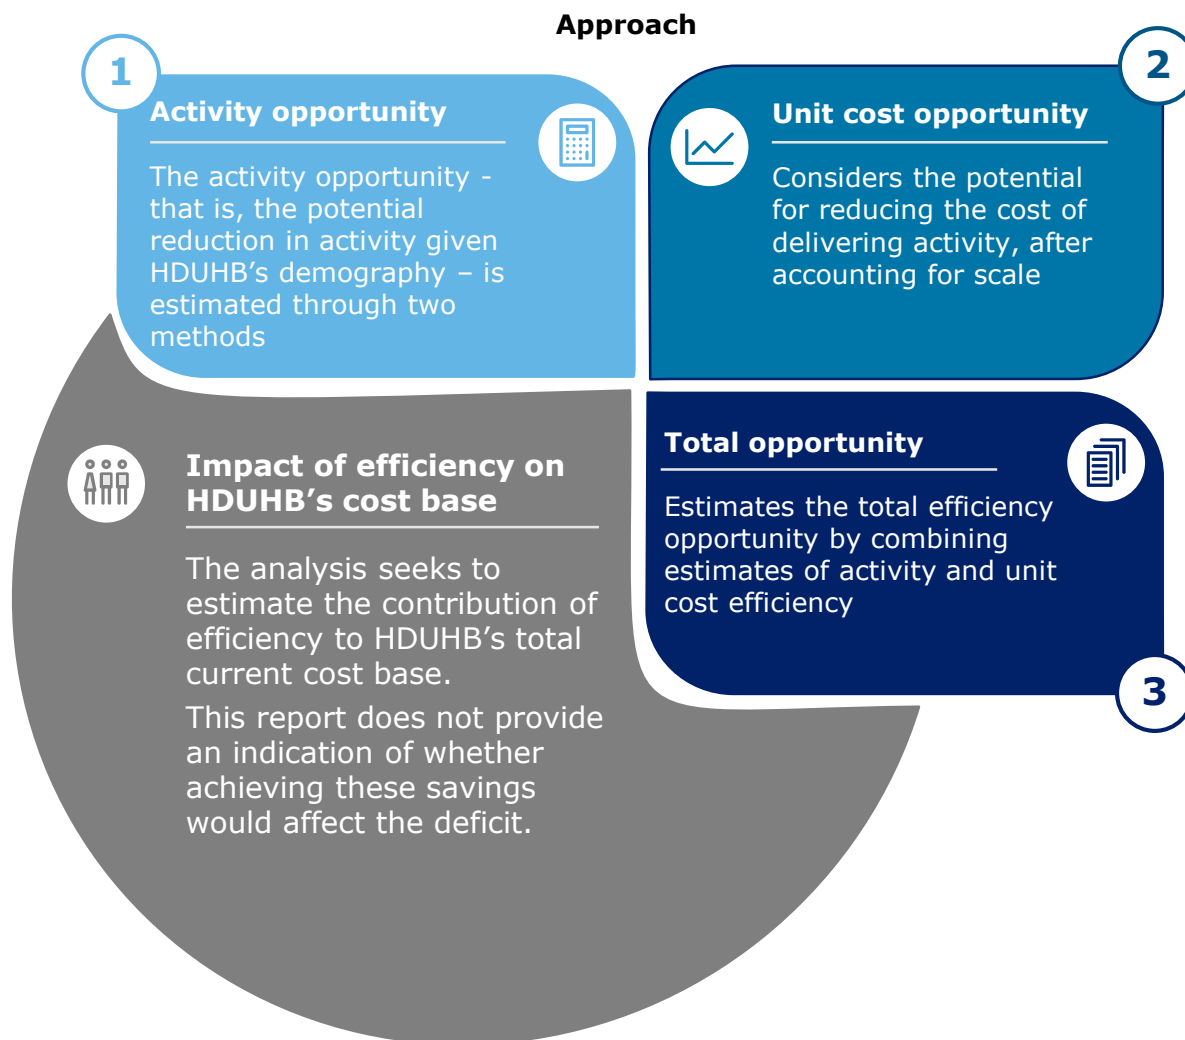 Approach
1
Activity opportunity
The activity opportunity -
that is, the potential
reduction in activity given
HDUHB’s demography – is
estimated through two
methods
2
Unit cost opportunity
Considers the potential
for reducing the cost of
delivering activity, after
accounting for scale
Impact of efficiency on
HDUHB’s cost base
The analysis seeks to
estimate the contribution of
efficiency to HDUHB’s total
current cost base.
This report does not provide
an indication of whether
achieving these savings
would affect the deficit.
Total opportunity
Estimates the total efficiency
opportunity by combining
estimates of activity and unit
cost efficiency
3